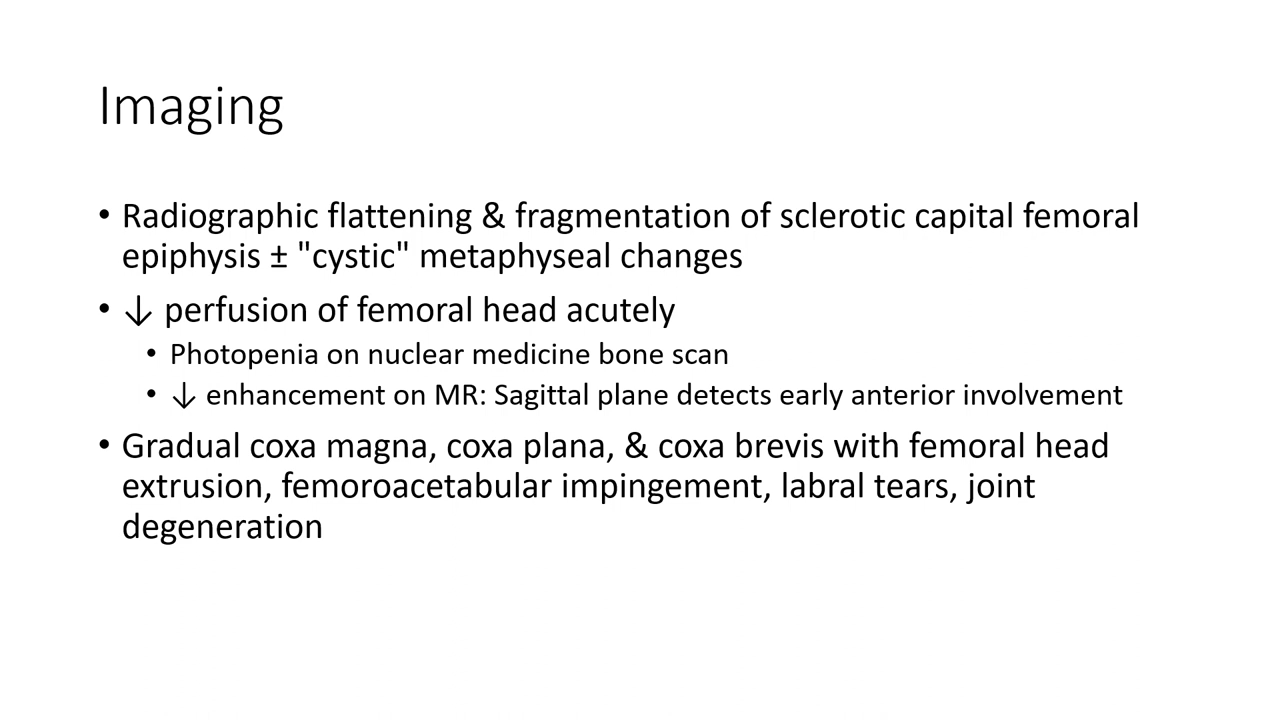 Imaging
• Radiographic flattening & fragmentation of sclerotic capital femoral
epiphysis ± "cystic" metaphyseal changes
• ↓ perfusion of femoral head acutely
• Photopenia on nuclear medicine bone scan
• ↓ enhancement on MR: Sagittal plane detects early anterior involvement
• Gradual coxa magna, coxa plana, & coxa brevis with femoral head
extrusion, femoroacetabular impingement, labral tears, joint
degeneration